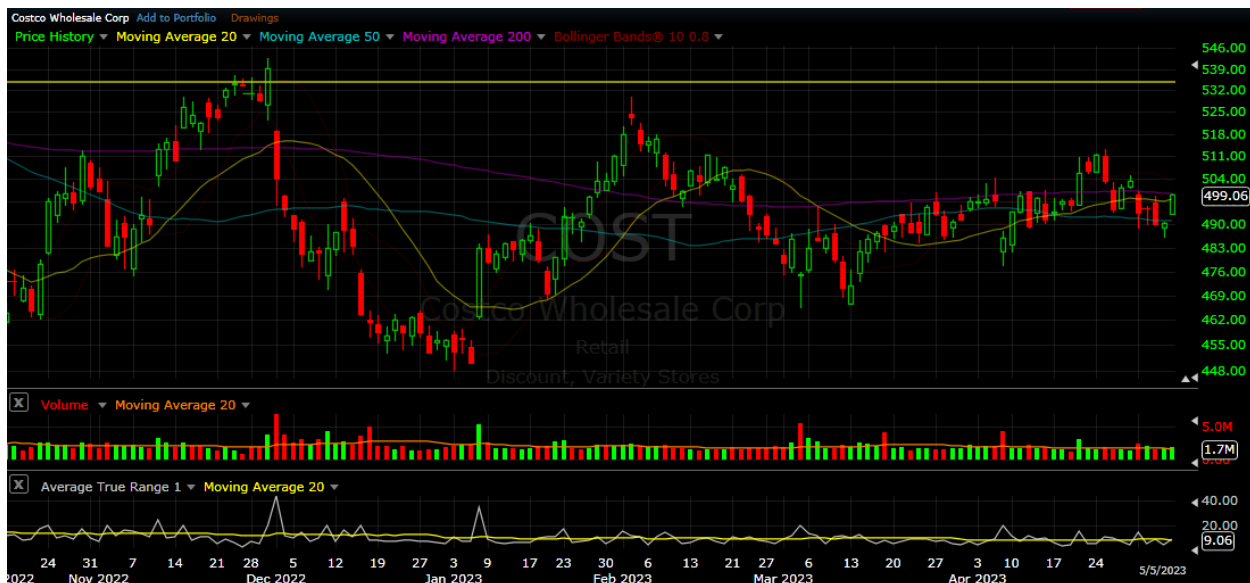 Costco Wholesale Corp Add to Portfolio Drawings
Price History Moving Average 20 Moving Average 50 Moving Average 200 Bollinger Bands® 10 0.8
546.00
539.00
532.00
525.00
518.00
511.00
504.00
499.06
490.00
483.00
476.00
469.00
462.00
455.00
448.00
COST
Costco Wholesale Corp
Retail
Discount, Variety Stores
X Volume Moving Average 20
5.0M
1.7M
0.00
X Average True Range 1 Moving Average 20
40.00
20.00
9.06
24 31 7 14 21 28 5 12 19 27 3 9 17 23 30 6 13 21 27 6 13 20 27 3 10 17 24 5/5/2023
2022 Nov 2022 Dec 2022 Jan 2023 Feb 2023 Mar 2023 Apr 2023